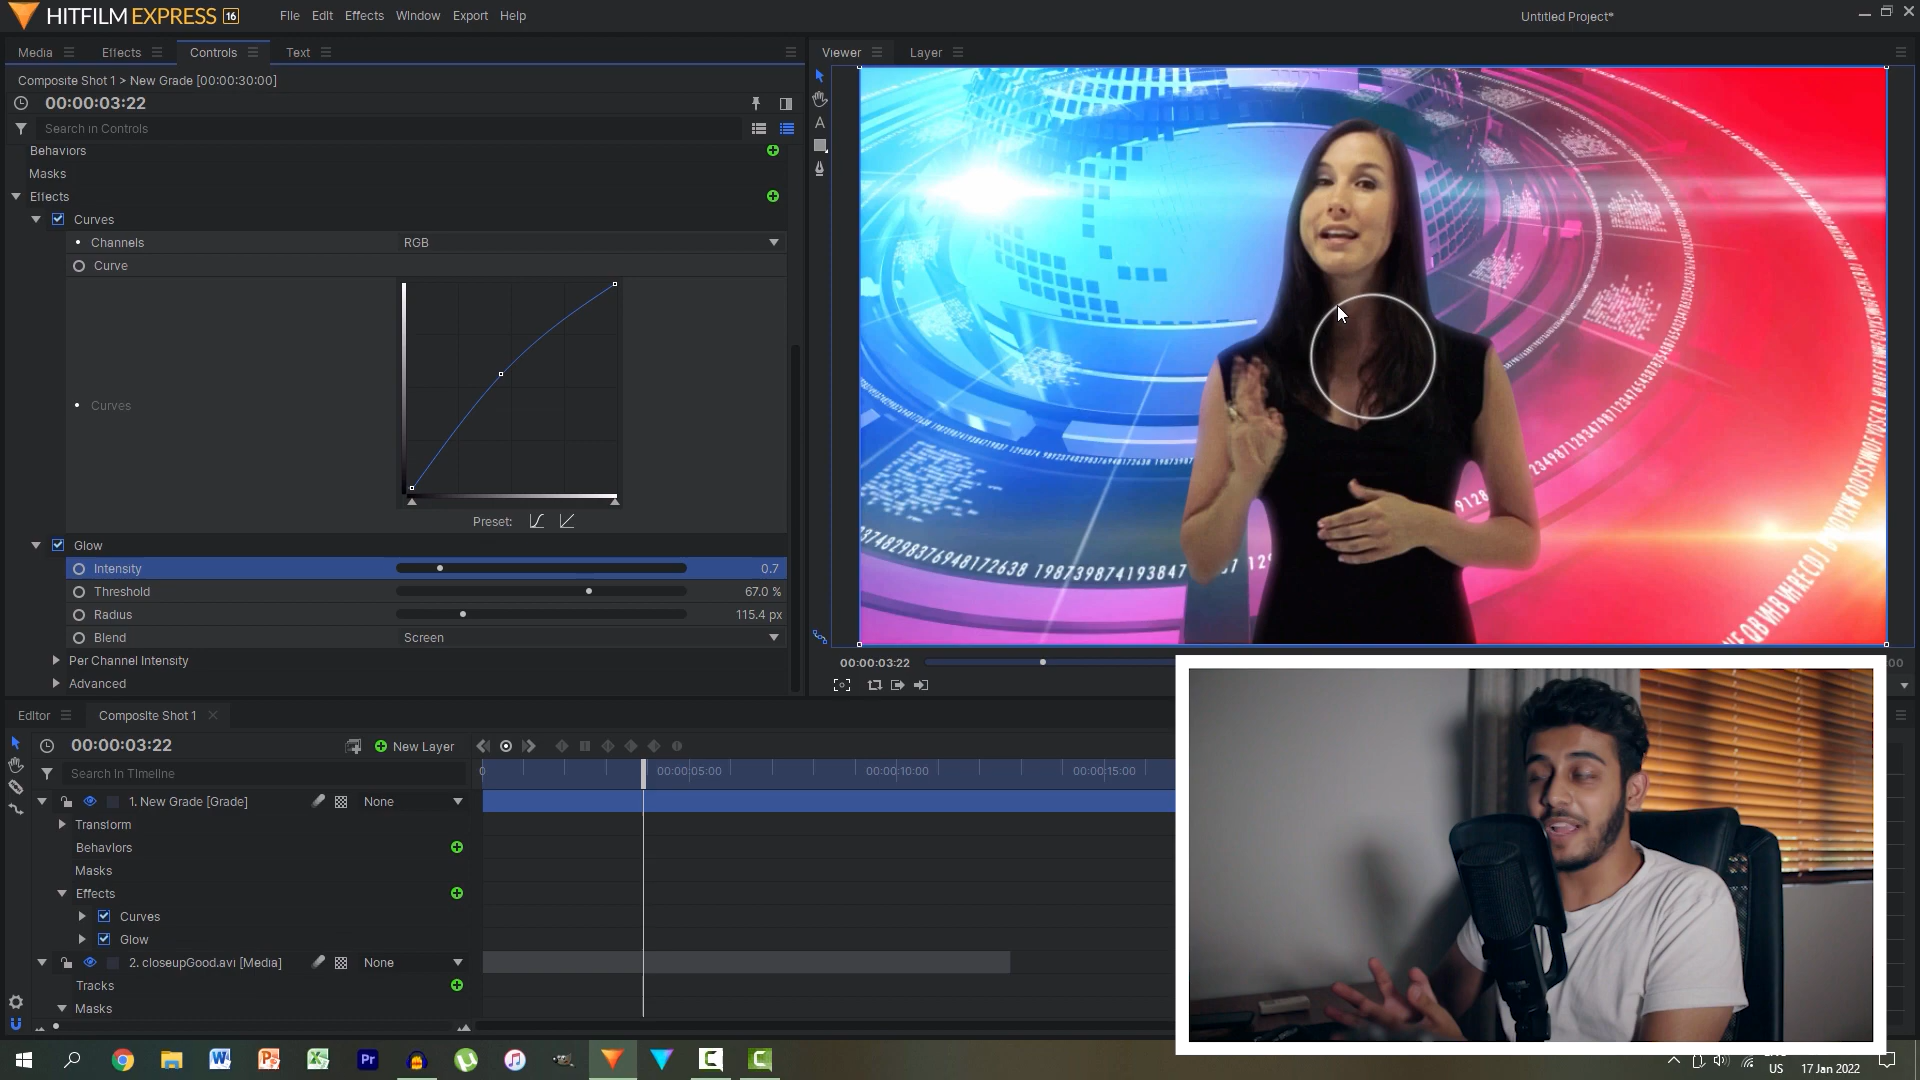 HITFILM EXPRESS 16
File Edit Effects Window Export Help
Untitled Project*
Media Effects Controls Text
Viewer Layer
Composite Shot 1 > New Grade [00:00:30:00]
00:00:03:22
Search in Controls
Behaviors
Masks
Effects
Curves
Channels RGB
Curve
Curves
Preset:
Glow
Intensity 0.7
Threshold 67.0 %
Radius 115.4 px
Blend Screen
Per Channel Intensity
Advanced
00:00:03:22
Editor Composite Shot 1
00:00:03:22 New Layer
Search in Timeline
0 00:00:05:00 00:00:10:00 00:00:15:00
1. New Grade [Grade] None
Transform
Behaviors
Masks
Effects
Curves
Glow
2. closeupGood.avi [Media] None
Tracks
Masks
US 17 Jan 2022